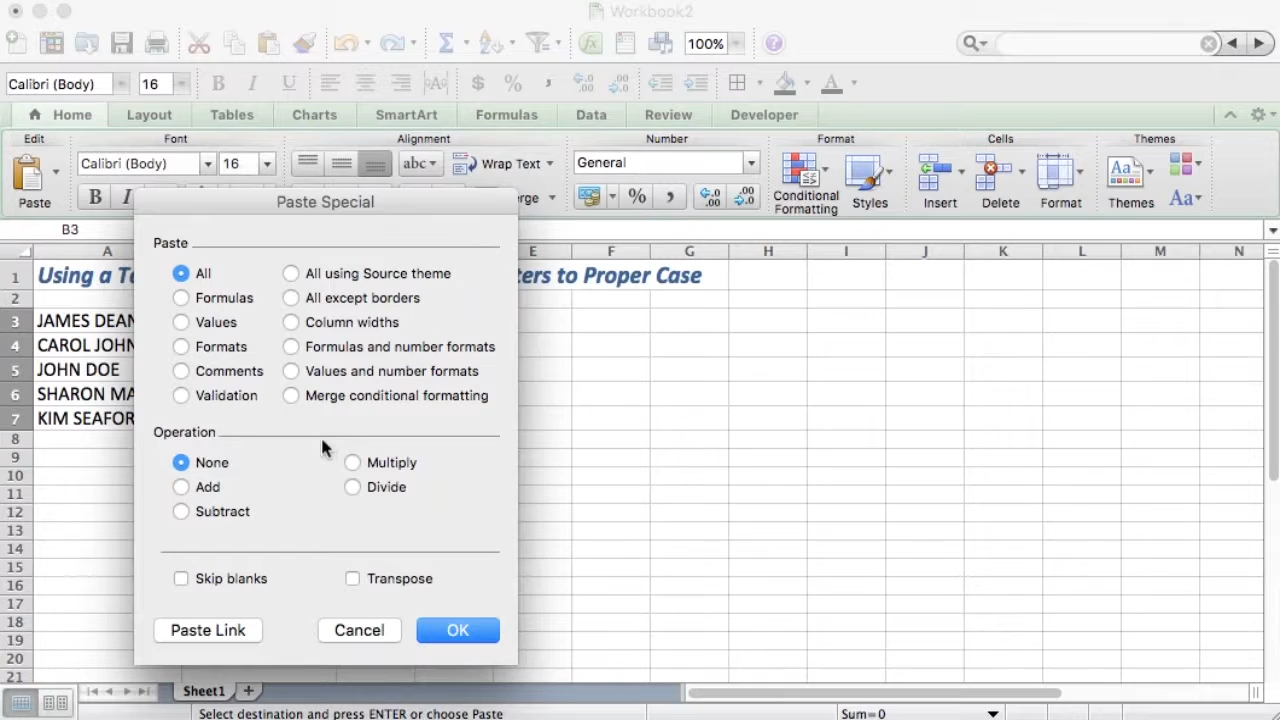 Workbook2
100%
Calibri (Body) 16 B I U $ % ,
Home Layout Tables Charts SmartArt Formulas Data Review Developer
Edit Font Alignment Number Format Cells Themes
Calibri (Body) 16 abc Wrap Text General
Paste B I erge % , Conditional Formatting Styles Insert Delete Format Themes Aa
B3
A E F G H I J K L M N
1 Using a Te ters to Proper Case
2
3 JAMES DEAN
4 CAROL JOHN
5 JOHN DOE
6 SHARON MA
7 KIM SEAFOR
8
9
10
11
12
13
14
15
16
17
18
19
20
21
Paste Special
Paste
All All using Source theme
Formulas All except borders
Values Column widths
Formats Formulas and number formats
Comments Values and number formats
Validation Merge conditional formatting
Operation
None Multiply
Add Divide
Subtract
Skip blanks Transpose
Paste Link Cancel OK
Sheet1
Select destination and press ENTER or choose Paste Sum=0